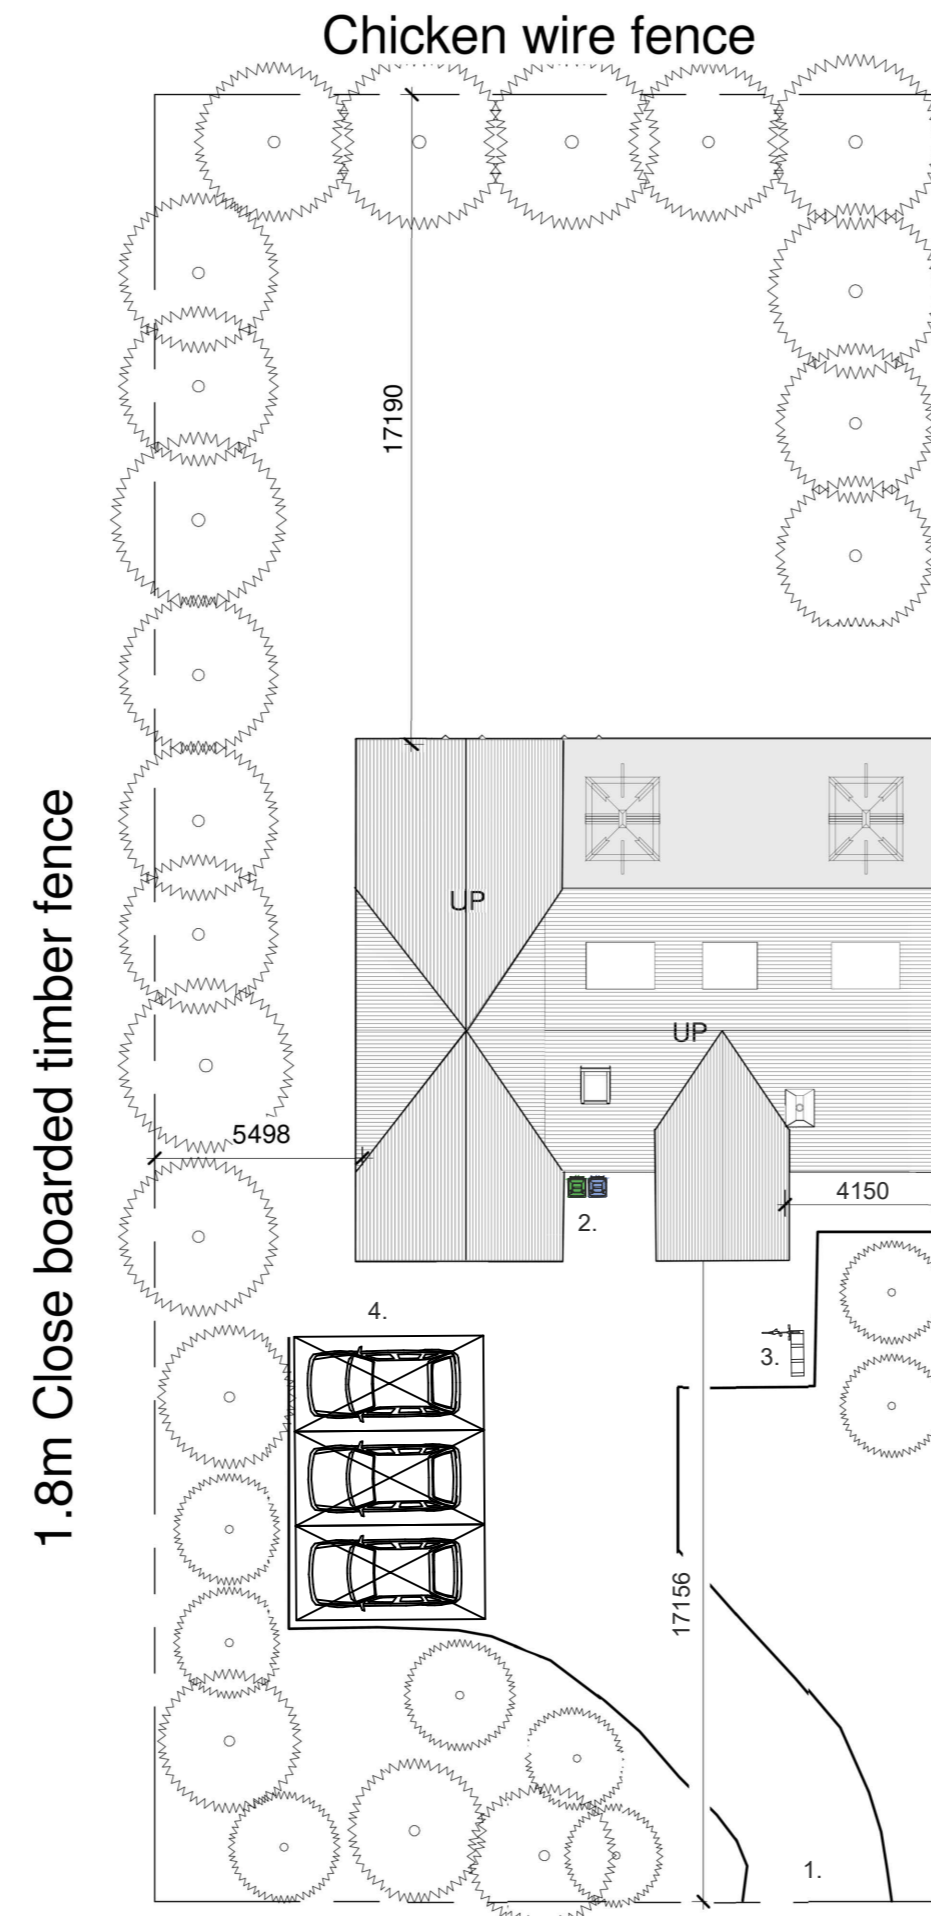 Chicken wire fence
17190
1.8m Close boarded timber fence
UP
UP
5498
4150
2.
4.
3.
17156
1.